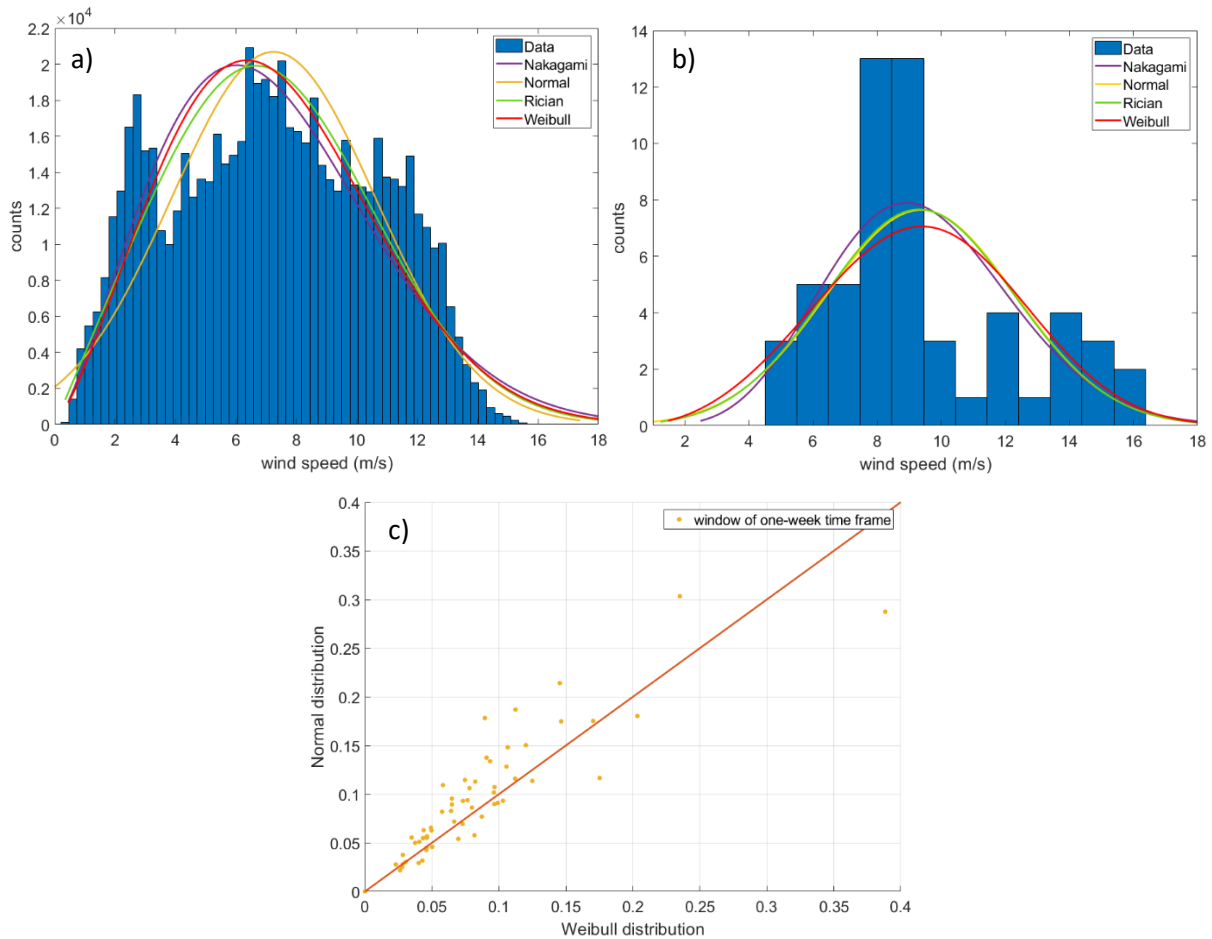 ×10⁴
a)
2.2
2
1.8
1.6
1.4
1.2
1
0.8
0.6
0.4
0.2
0
counts
0 2 4 6 8 10 12 14 16 18
wind speed (m/s)
Data
Nakagami
Normal
Rician
Weibull
b)
14
12
10
8
6
4
2
0
counts
2 4 6 8 10 12 14 16 18
wind speed (m/s)
Data
Nakagami
Normal
Rician
Weibull
c)
0.4
0.35
0.3
0.25
0.2
0.15
0.1
0.05
0
Normal distribution
window of one-week time frame
0 0.05 0.1 0.15 0.2 0.25 0.3 0.35 0.4
Weibull distribution